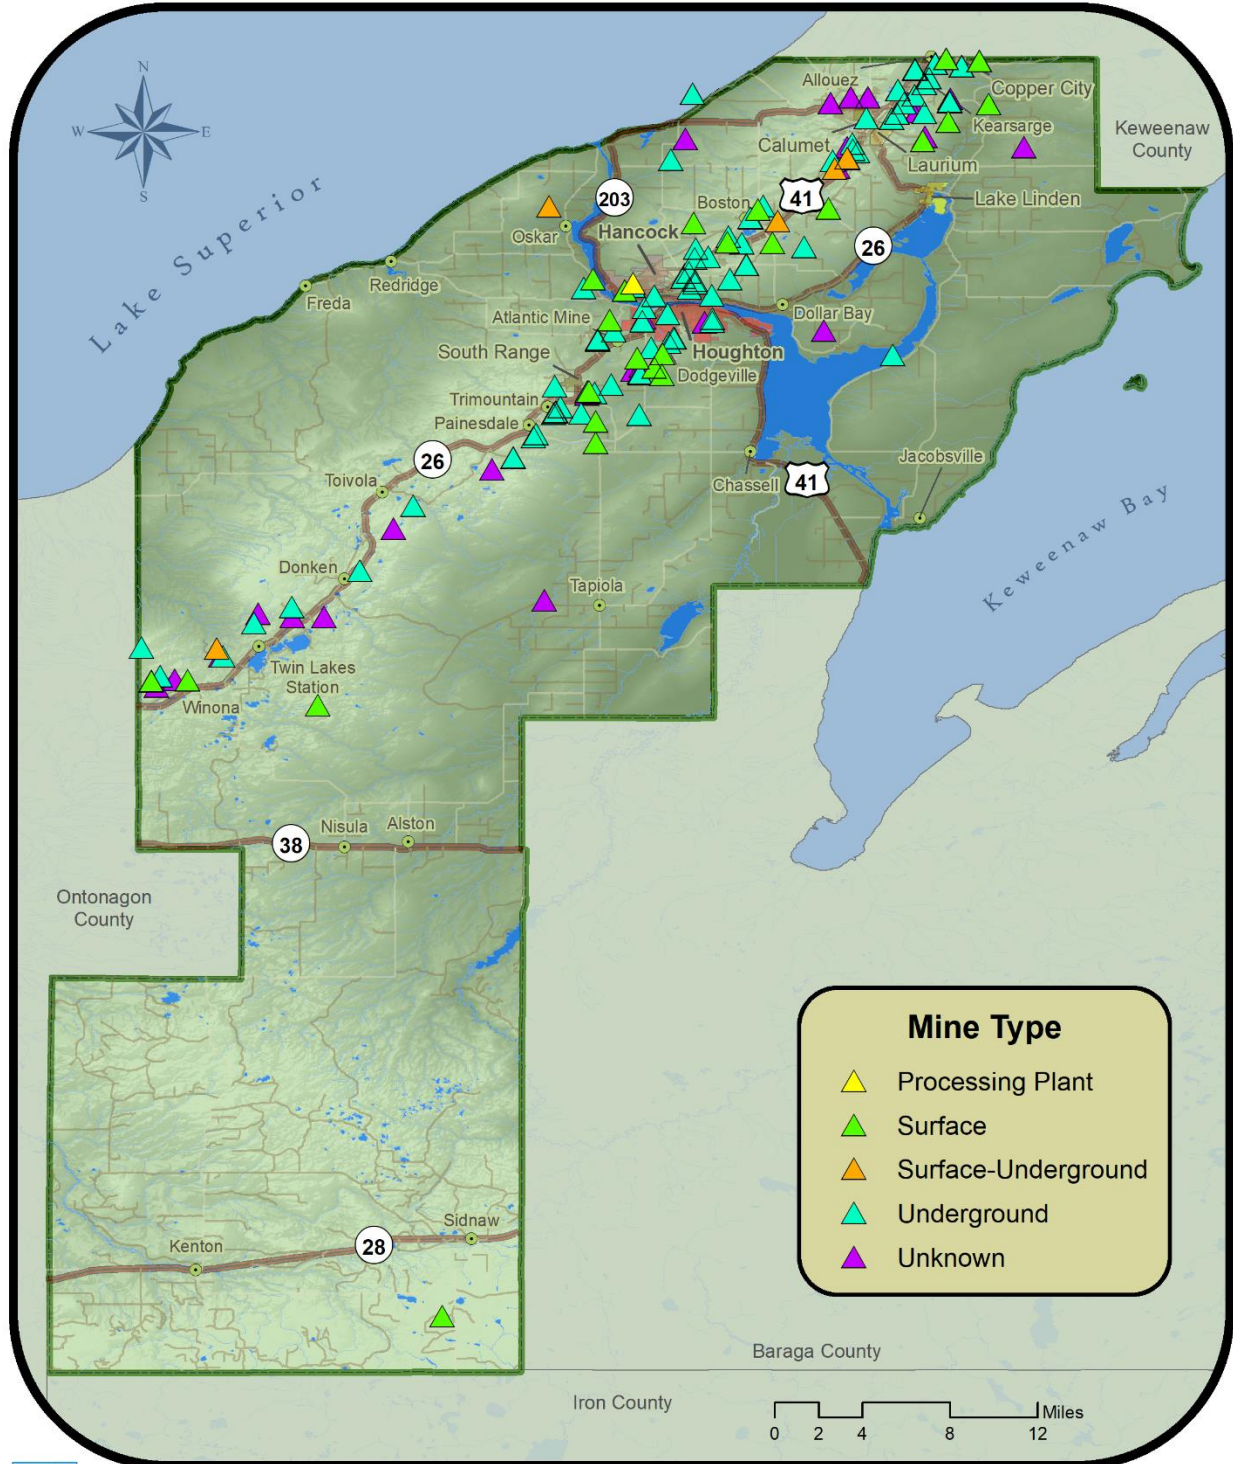 N
W
E
S
Lake Superior
Allouez
Copper City
Kearsarge
Keweenaw
County
Calumet
Laurium
203
Boston
41
Lake Linden
Oskar
Hancock
26
Redridge
Freda
Atlantic Mine
Dollar Bay
South Range
Houghton
Dodgeville
Trimountain
Painesdale
26
Toivola
Chassell
41
Jacobsville
Keweenaw Bay
Donken
Tapiola
Twin Lakes
Station
Winona
38
Nisula
Alston
Ontonagon
County
Mine Type
Processing Plant
Surface
Surface-Underground
Underground
Unknown
Sidnaw
Kenton
28
Baraga County
Iron County
Miles
0 2 4 8 12